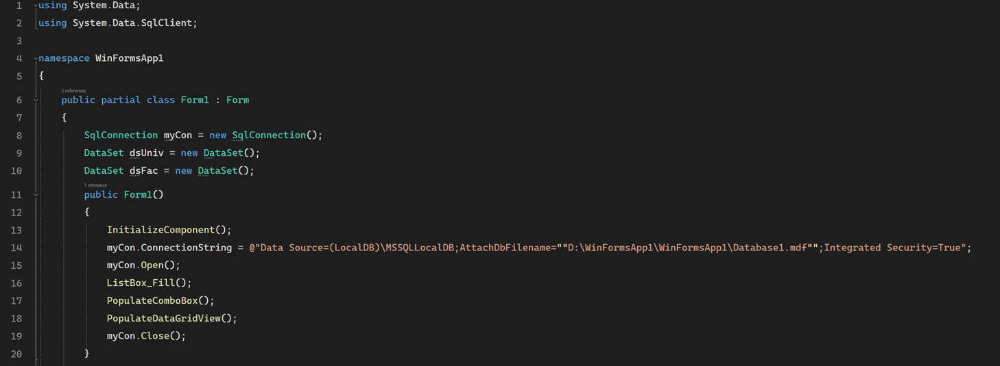 1 using System.Data;
2 using System.Data.SqlClient;
3
4 namespace WinFormsApp1
5 {
3 references
6 public partial class Form1 : Form
7 {
8 SqlConnection myCon = new SqlConnection();
9 DataSet dsUniv = new DataSet();
10 DataSet dsFac = new DataSet();
1 reference
11 public Form1()
12 {
13 InitializeComponent();
14 myCon.ConnectionString = @"Data Source=(LocalDB)\MSSQLLocalDB;AttachDbFilename=""D:\WinFormsApp1\WinFormsApp1\Database1.mdf"";Integrated Security=True";
15 myCon.Open();
16 ListBox_Fill();
17 PopulateComboBox();
18 PopulateDataGridView();
19 myCon.Close();
20 }